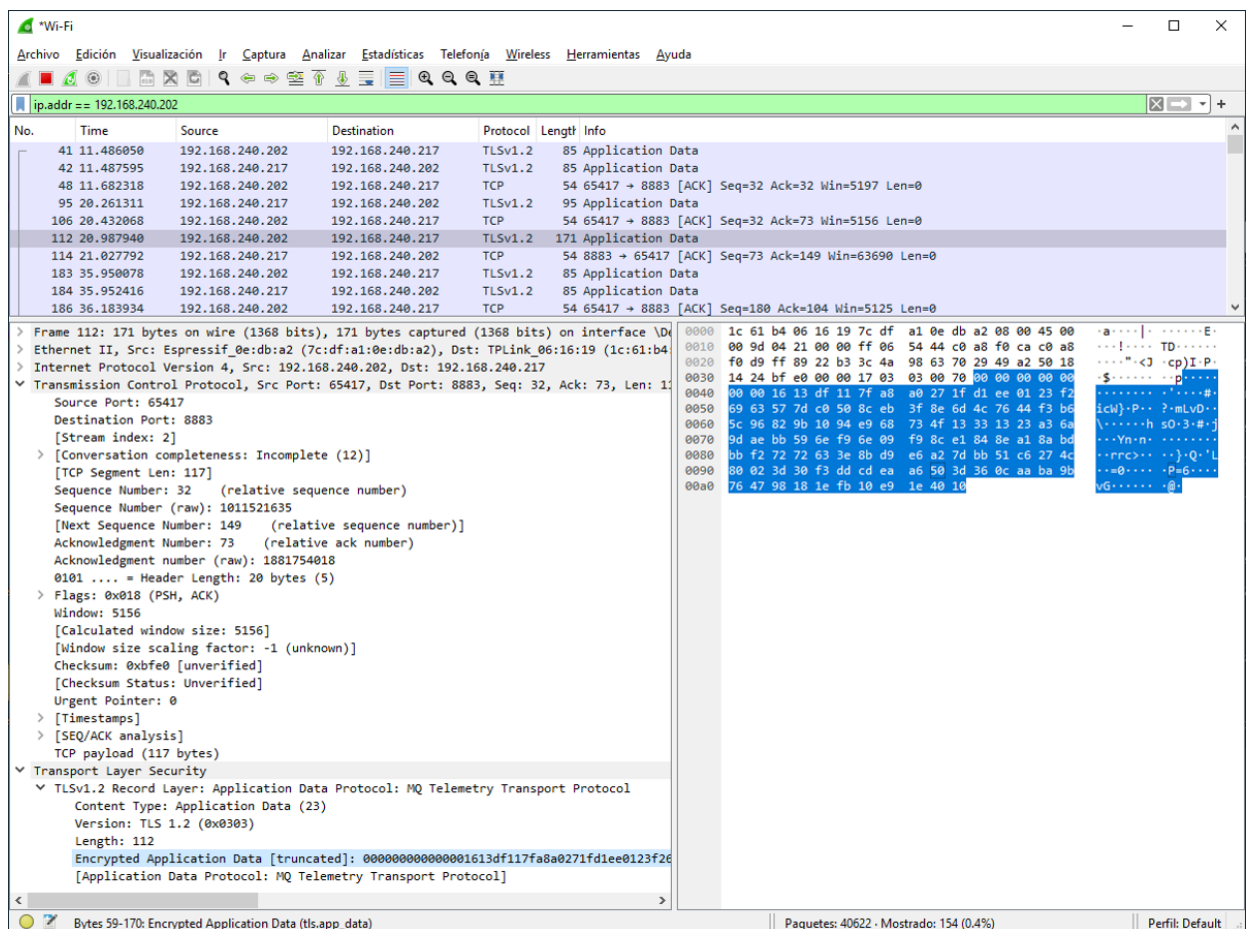 *Wi-Fi
Archivo Edición Visualización Ir Captura Analizar Estadísticas Telefonía Wireless Herramientas Ayuda
ip.addr == 192.168.240.202
No. Time Source Destination Protocol Length Info
41 11.486050 192.168.240.202 192.168.240.217 TLSv1.2 85 Application Data
42 11.487595 192.168.240.217 192.168.240.202 TLSv1.2 85 Application Data
48 11.682318 192.168.240.202 192.168.240.217 TCP 54 65417 → 8883 [ACK] Seq=32 Ack=32 Win=5197 Len=0
95 20.261311 192.168.240.217 192.168.240.202 TLSv1.2 95 Application Data
106 20.432068 192.168.240.202 192.168.240.217 TCP 54 65417 → 8883 [ACK] Seq=32 Ack=73 Win=5156 Len=0
112 20.987940 192.168.240.202 192.168.240.217 TLSv1.2 171 Application Data
114 21.027792 192.168.240.217 192.168.240.202 TCP 54 8883 → 65417 [ACK] Seq=73 Ack=149 Win=63690 Len=0
183 35.950078 192.168.240.202 192.168.240.217 TLSv1.2 85 Application Data
184 35.952416 192.168.240.217 192.168.240.202 TLSv1.2 85 Application Data
186 36.183934 192.168.240.202 192.168.240.217 TCP 54 65417 → 8883 [ACK] Seq=180 Ack=104 Win=5125 Len=0
Frame 112: 171 bytes on wire (1368 bits), 171 bytes captured (1368 bits) on interface \De
Ethernet II, Src: Espressif_0e:db:a2 (7c:df:a1:0e:db:a2), Dst: TPLink_06:16:19 (1c:61:b4:
Internet Protocol Version 4, Src: 192.168.240.202, Dst: 192.168.240.217
Transmission Control Protocol, Src Port: 65417, Dst Port: 8883, Seq: 32, Ack: 73, Len: 11
Source Port: 65417
Destination Port: 8883
[Stream index: 2]
[Conversation completeness: Incomplete (12)]
[TCP Segment Len: 117]
Sequence Number: 32 (relative sequence number)
Sequence Number (raw): 1011521635
[Next Sequence Number: 149 (relative sequence number)]
Acknowledgment Number: 73 (relative ack number)
Acknowledgment number (raw): 1881754018
0101 .... = Header Length: 20 bytes (5)
Flags: 0x018 (PSH, ACK)
Window: 5156
[Calculated window size: 5156]
[Window size scaling factor: -1 (unknown)]
Checksum: 0xbfe0 [unverified]
[Checksum Status: Unverified]
Urgent Pointer: 0
[Timestamps]
[SEQ/ACK analysis]
TCP payload (117 bytes)
Transport Layer Security
TLSv1.2 Record Layer: Application Data Protocol: MQ Telemetry Transport Protocol
Content Type: Application Data (23)
Version: TLS 1.2 (0x0303)
Length: 112
Encrypted Application Data [truncated]: 000000000000001613df117fa8a0271fd1ee0123f26
[Application Data Protocol: MQ Telemetry Transport Protocol]
0000 1c 61 b4 06 16 19 7c df a1 0e db a2 08 00 45 00 ·a····|· ······E·
0010 00 9d 04 21 00 00 ff 06 54 44 c0 a8 f0 ca c0 a8 ···!···· TD······
0020 f0 d9 ff 89 22 b3 3c 4a 98 63 70 29 49 a2 50 18 ····"·<J ·cp)I·P·
0030 14 24 bf e0 00 00 17 03 03 00 70 00 00 00 00 00 ·$······ ··p·····
0040 00 00 16 13 df 11 7f a8 a0 27 1f d1 ee 01 23 f2 ········ ·'····#·
0050 69 63 57 7d c0 50 8c eb 3f 8e 6d 4c 76 44 f3 b6 icW}·P·· ?·mLvD··
0060 5c 96 82 9b 10 94 e9 68 73 4f 13 33 13 23 a3 6a \······h sO·3·#·j
0070 9d ae bb 59 6e f9 6e 09 f9 8c e1 84 8e a1 8a bd ···Yn·n· ········
0080 bb f2 72 72 63 3e 8b d9 e6 a2 7d bb 51 c6 27 4c ··rrc>·· ··}·Q·'L
0090 80 02 3d 30 f3 dd cd ea a6 50 3d 36 0c aa ba 9b ··=0···· ·P=6····
00a0 76 47 98 18 1e fb 10 e9 1e 40 10 vG······ ·@·
Bytes 59-170: Encrypted Application Data (tls.app_data)
Paquetes: 40622 · Mostrado: 154 (0.4%)
Perfil: Default